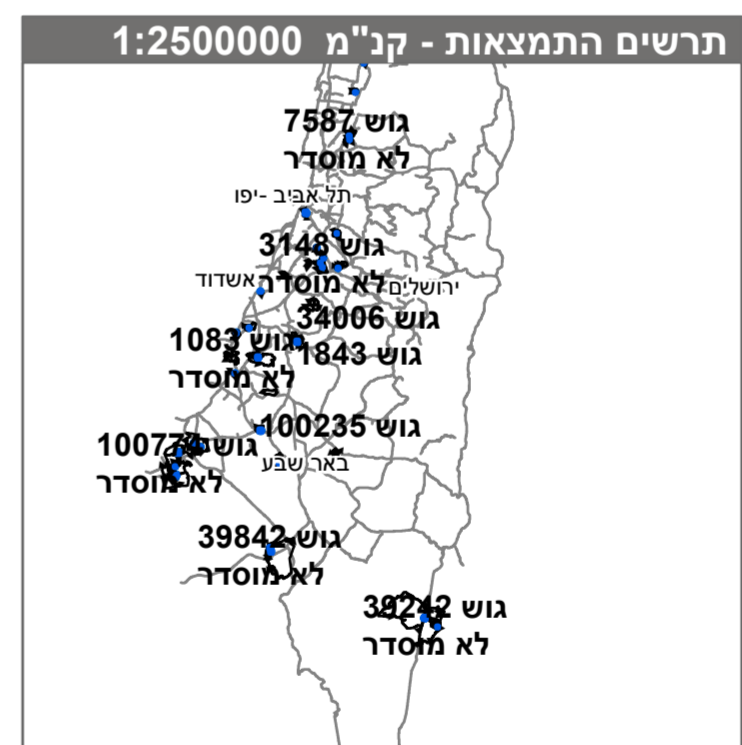 תרשים התמצאות - קנ"מ 1:2500000
גוש 7587
לא מוסדר
תל אביב -יפו
גוש 3148
לא מוסדר
אשדוד
ירושלים
גוש 34006
גוש 1083
גוש 1843
לא מוסדר
גוש 100235
גוש
באר שבע
לא מוסדר
גוש 39842
לא מוסדר
גוש 39242
לא מוסדר